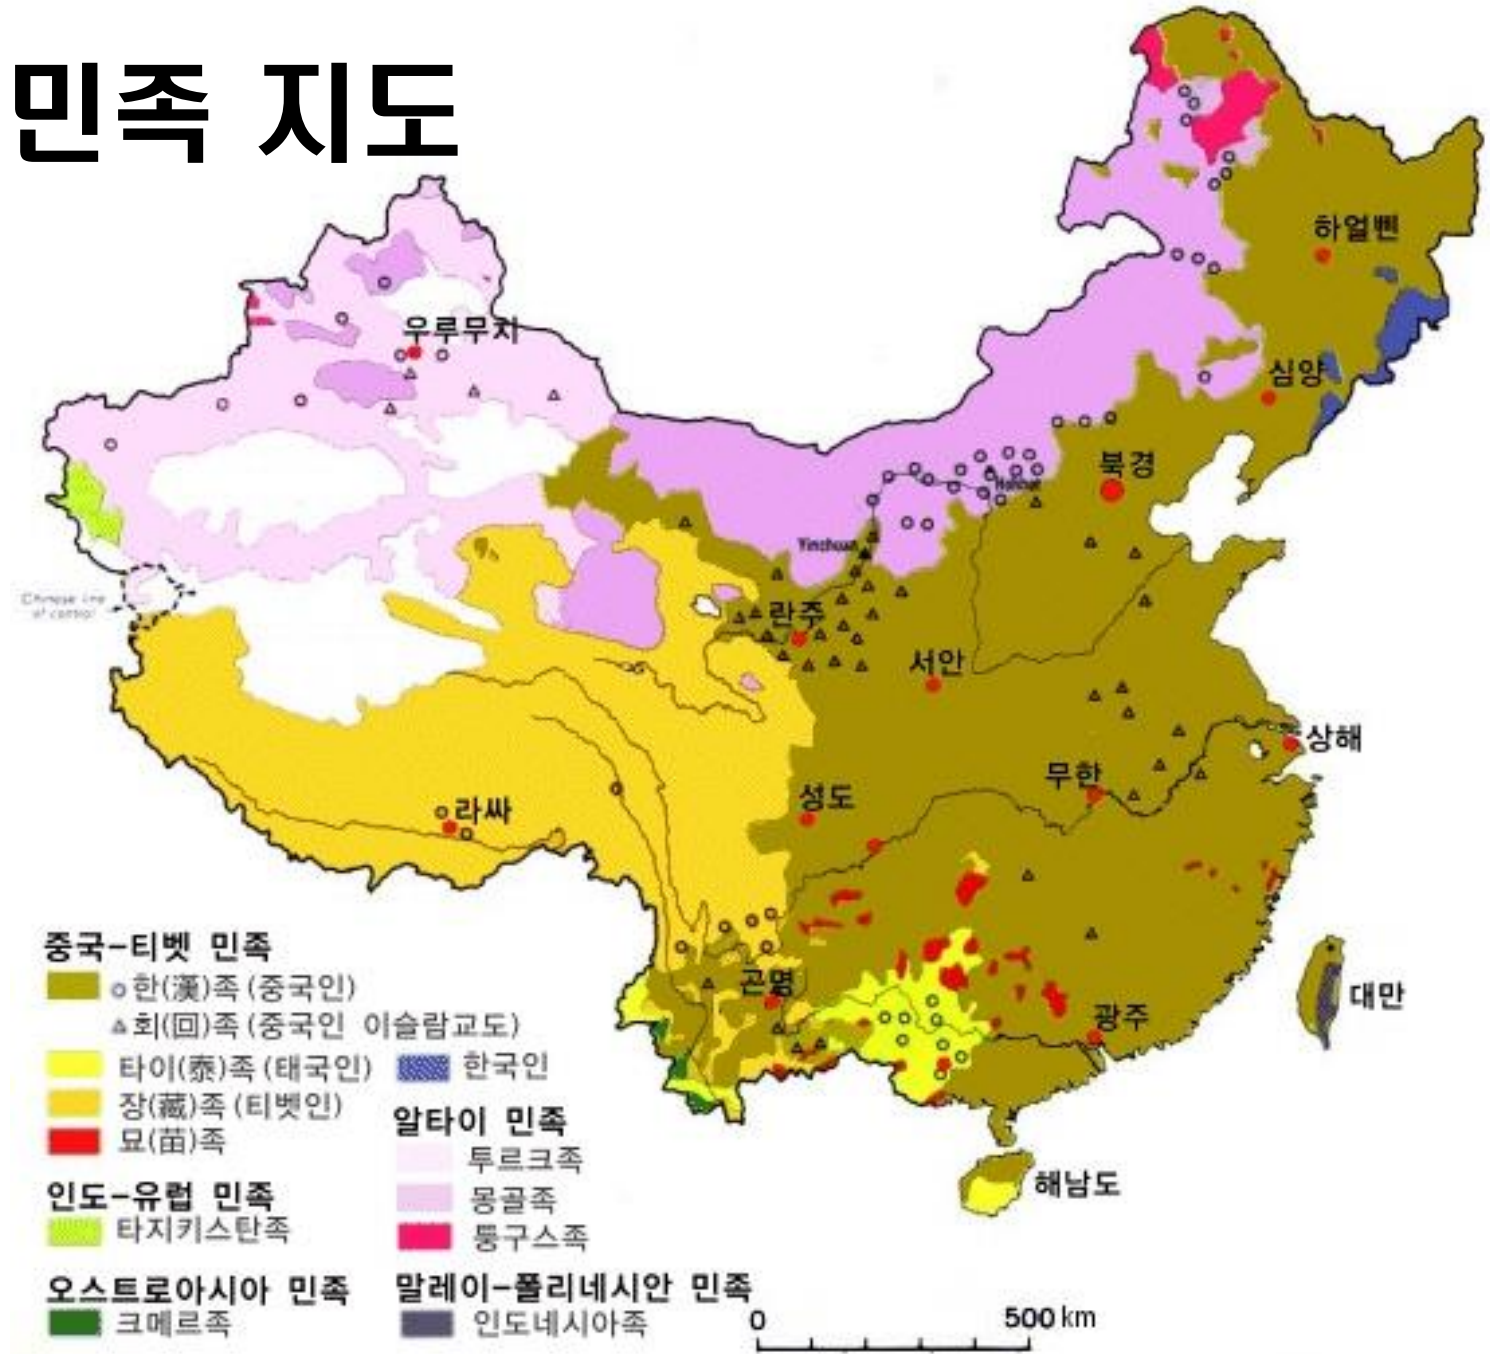 민족 지도
하얼삔
우루무치
심양
북경
Hohhot
Yinchuan
Chinese line
of control
란주
서안
상해
무한
성도
라싸
곤명
광주
대만
해남도
중국-티벳 민족
한(漢)족(중국인)
회(回)족(중국인 이슬람교도)
타이(泰)족(태국인)
장(藏)족(티벳인)
묘(苗)족
인도-유럽 민족
타지키스탄족
오스트로아시아 민족
크메르족
한국인
알타이 민족
투르크족
몽골족
퉁구스족
말레이-폴리네시안 민족
인도네시아족
0 500 km